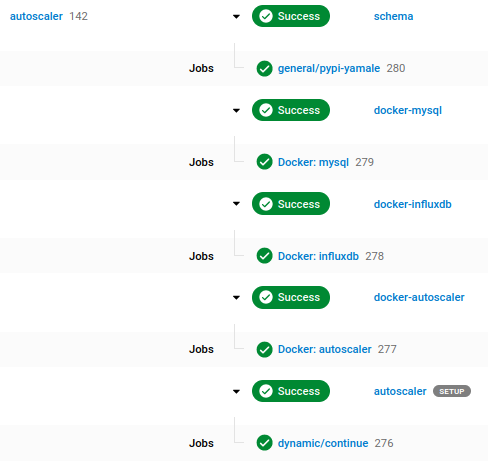 autoscaler 142 Success schema
Jobs general/pypi-yamale 280
Success docker-mysql
Jobs Docker: mysql 279
Success docker-influxdb
Jobs Docker: influxdb 278
Success docker-autoscaler
Jobs Docker: autoscaler 277
Success autoscaler SETUP
Jobs dynamic/continue 276